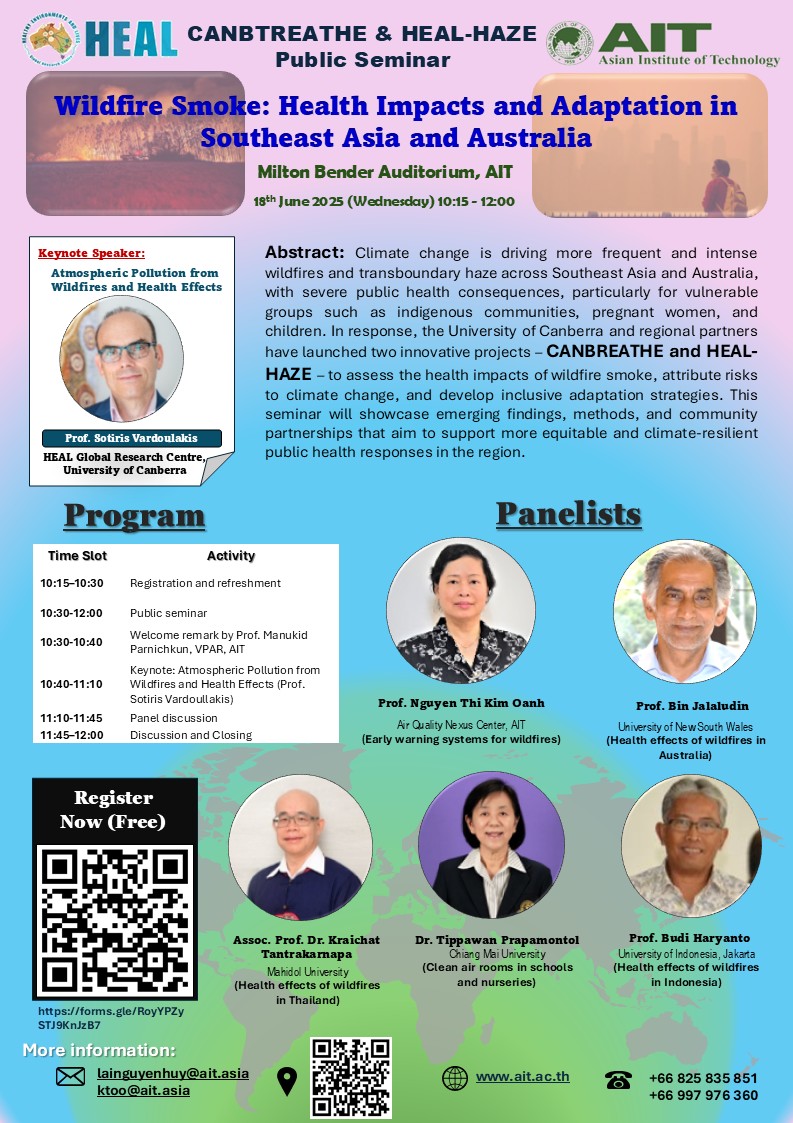 HEALTHY ENVIRONMENTS AND LIVES
HEAL
CANBTREATHE & HEAL-HAZE
Public Seminar
AIT
Asian Institute of Technology
Wildfire Smoke: Health Impacts and Adaptation in
Southeast Asia and Australia
Milton Bender Auditorium, AIT
18th June 2025 (Wednesday) 10:15 - 12:00
Keynote Speaker:
Atmospheric Pollution from
Wildfires and Health Effects
Prof. Sotiris Vardoulakis
HEAL Global Research Centre,
University of Canberra
Abstract: Climate change is driving more frequent and intense
wildfires and transboundary haze across Southeast Asia and Australia,
with severe public health consequences, particularly for vulnerable
groups such as indigenous communities, pregnant women, and
children. In response, the University of Canberra and regional partners
have launched two innovative projects – CANBREATHE and HEAL-
HAZE – to assess the health impacts of wildfire smoke, attribute risks
to climate change, and develop inclusive adaptation strategies. This
seminar will showcase emerging findings, methods, and community
partnerships that aim to support more equitable and climate-resilient
public health responses in the region.
Program
Time Slot Activity
10:15–10:30 Registration and refreshment
10:30-12:00 Public seminar
10:30-10:40 Welcome remark by Prof. Manukid
Parnichkun, VPAR, AIT
10:40-11:10 Keynote: Atmospheric Pollution from
Wildfires and Health Effects (Prof.
Sotiris Vardoullakis)
11:10-11:45 Panel discussion
11:45–12:00 Discussion and Closing
Panelists
Prof. Nguyen Thi Kim Oanh
Air Quality Nexus Center, AIT
(Early warning systems for wildfires)
Prof. Bin Jalaludin
University of New South Wales
(Health effects of wildfires in
Australia)
Register
Now (Free)
https://forms.gle/RoyYPZy
STJ9KnJzB7
Assoc. Prof. Dr. Kraichat
Tantrakarnapa
Mahidol University
(Health effects of wildfires
in Thailand)
Dr. Tippawan Prapamontol
Chiang Mai University
(Clean air rooms in schools
and nurseries)
Prof. Budi Haryanto
University of Indonesia, Jakarta
(Health effects of wildfires
in Indonesia)
More information:
lainguyenhuy@ait.asia
ktoo@ait.asia
www.ait.ac.th
+66 825 835 851
+66 997 976 360